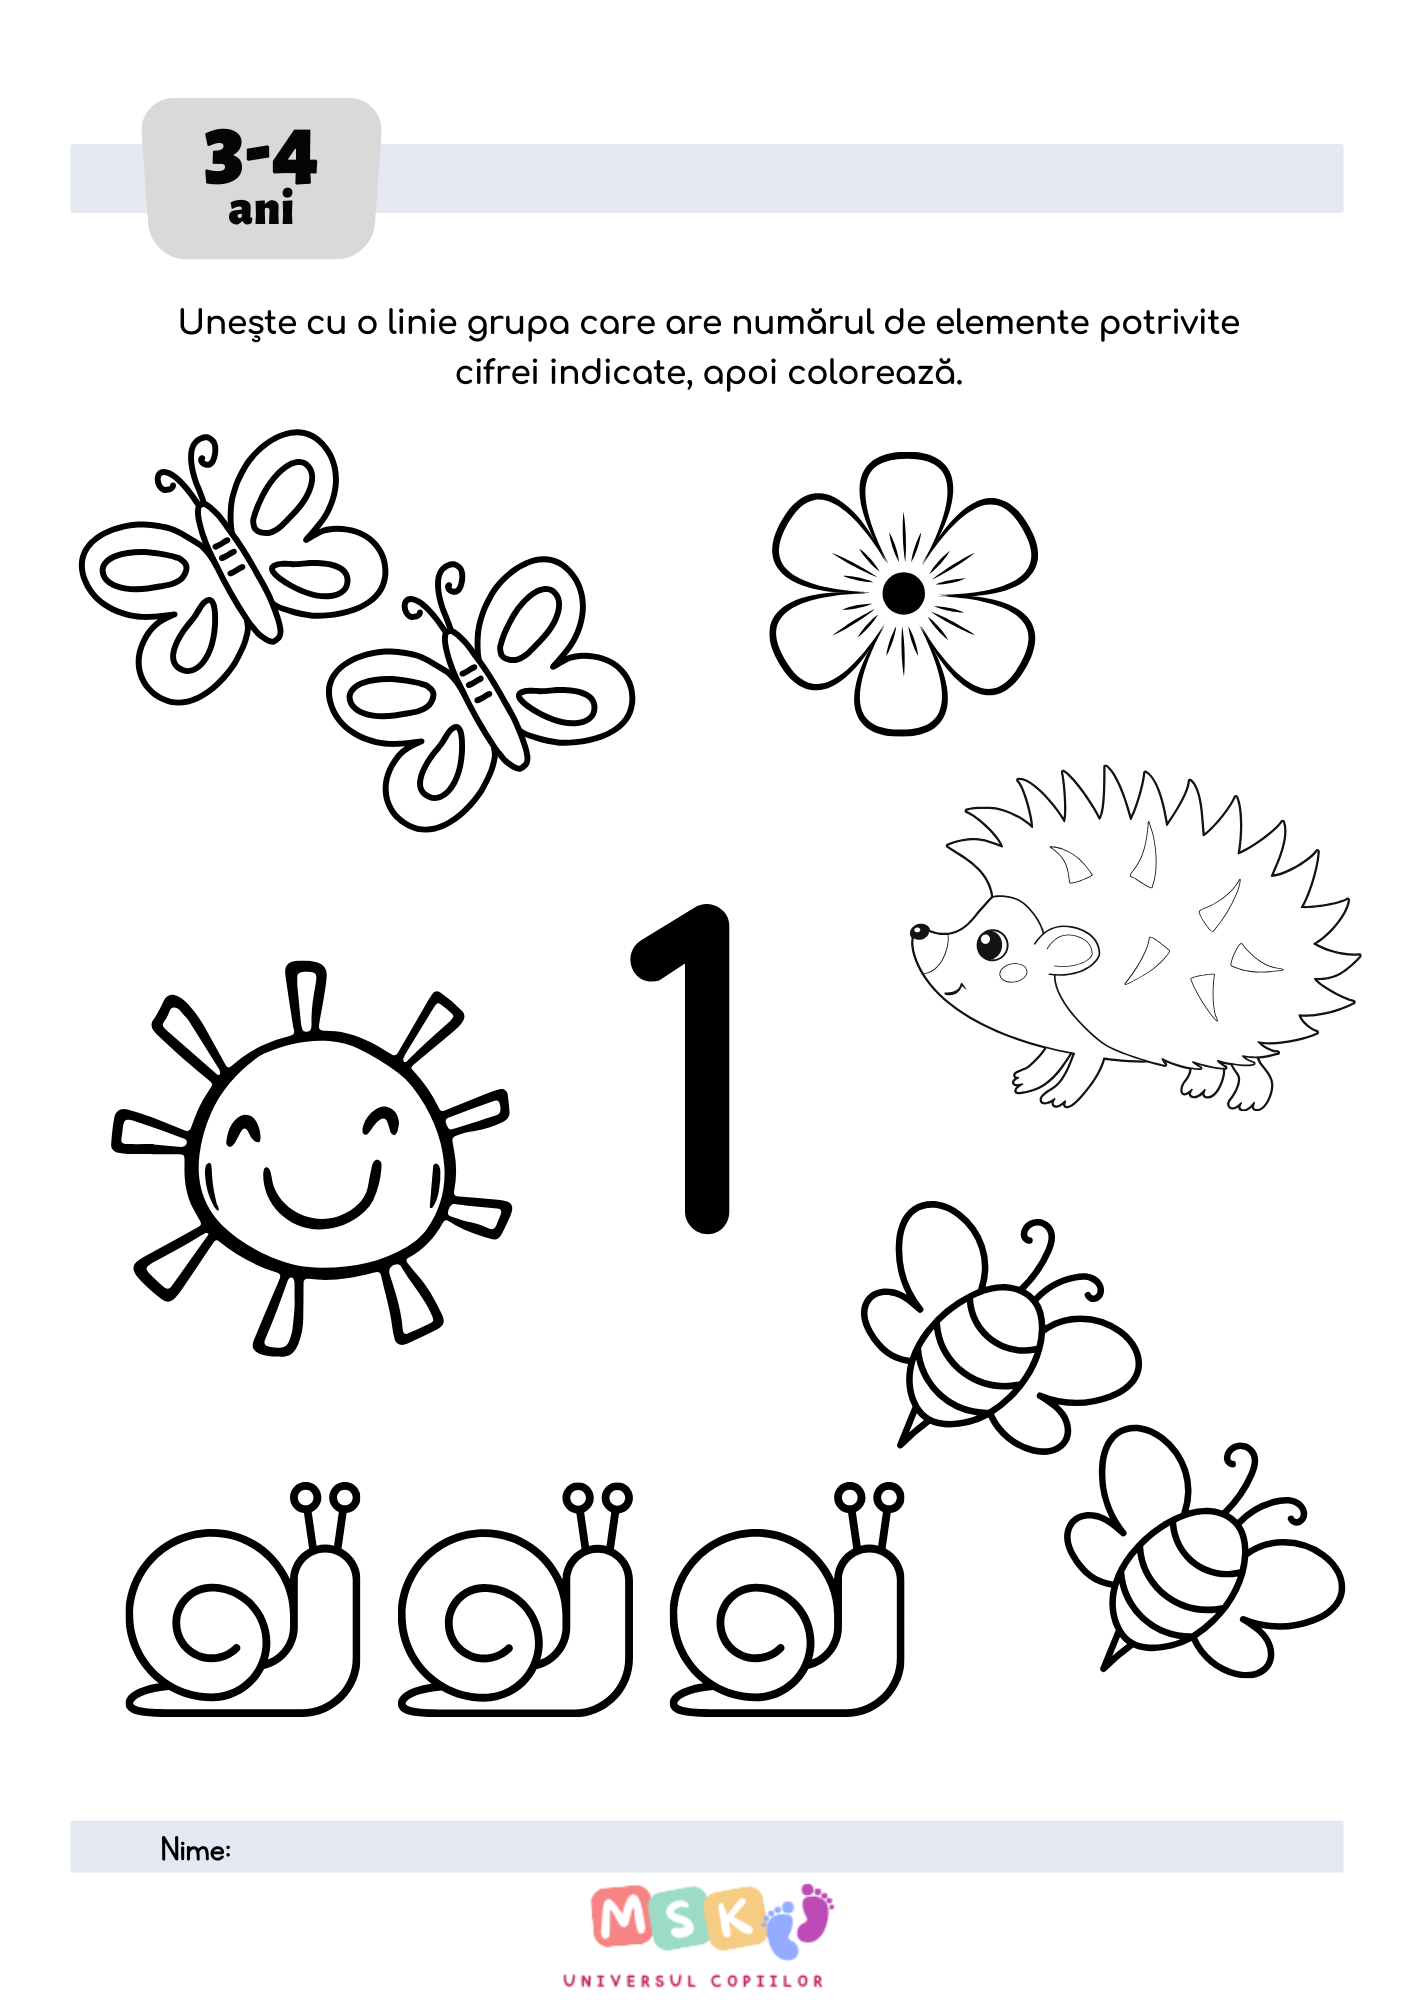 3-4
ani
Unește cu o linie grupa care are numărul de elemente potrivite
cifrei indicate, apoi colorează.
1
Nime:
MSK
UNIVERSUL COPIILOR